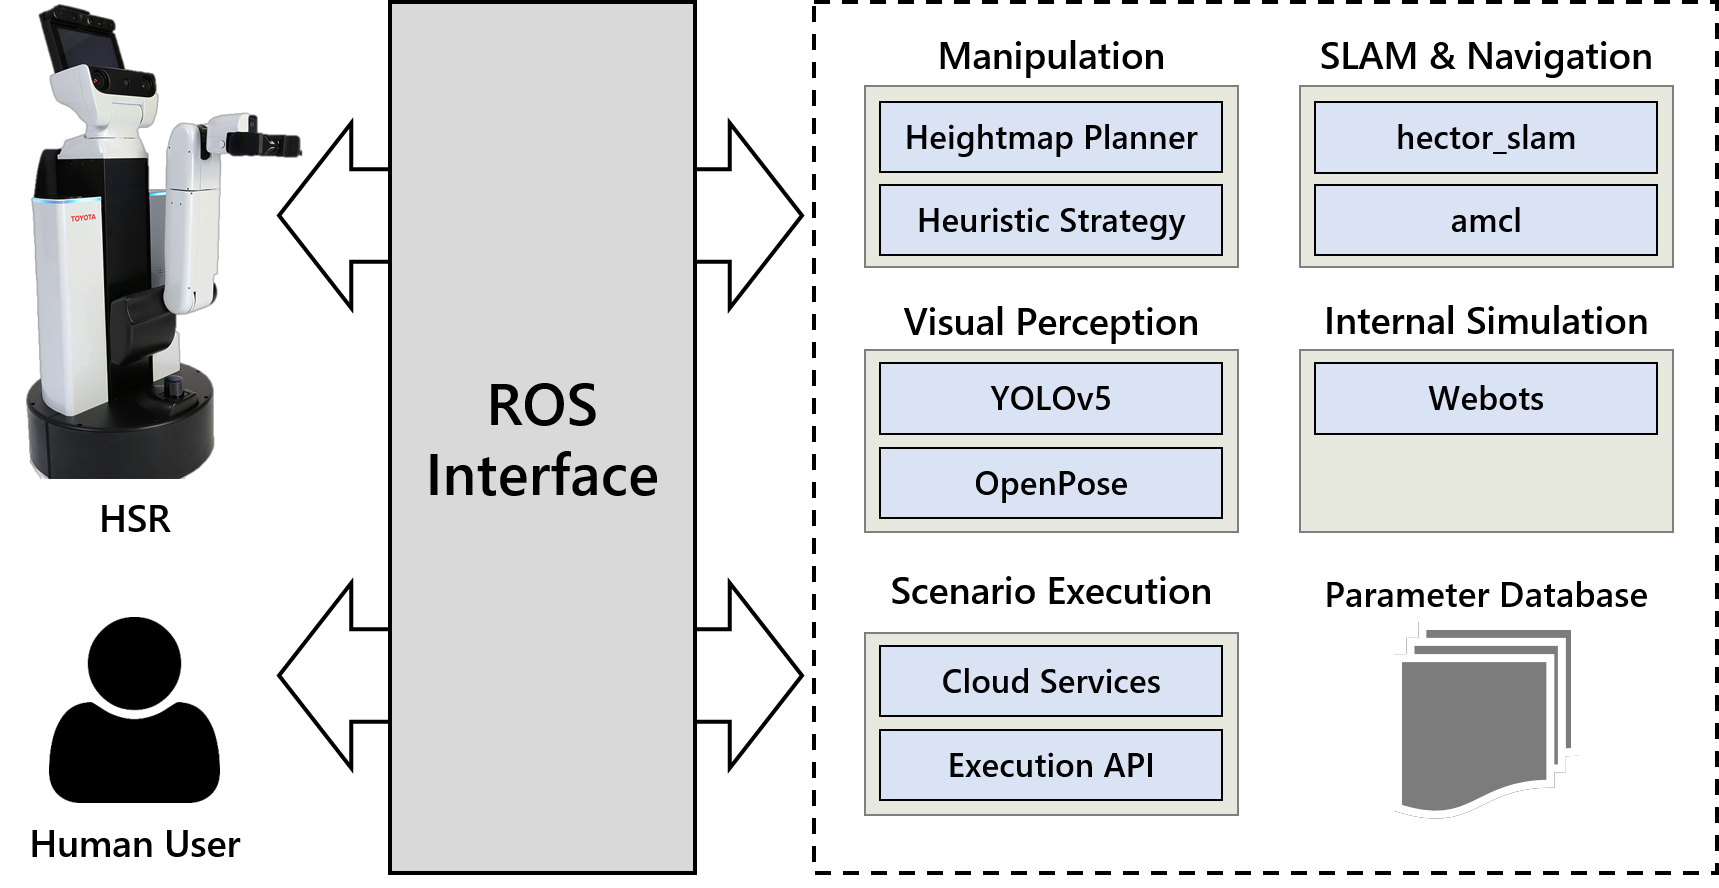 TOYOTA
HSR
Human User
ROS
Interface
Manipulation
Heightmap Planner
Heuristic Strategy
SLAM & Navigation
hector_slam
amcl
Visual Perception
YOLOv5
OpenPose
Internal Simulation
Webots
Scenario Execution
Cloud Services
Execution API
Parameter Database